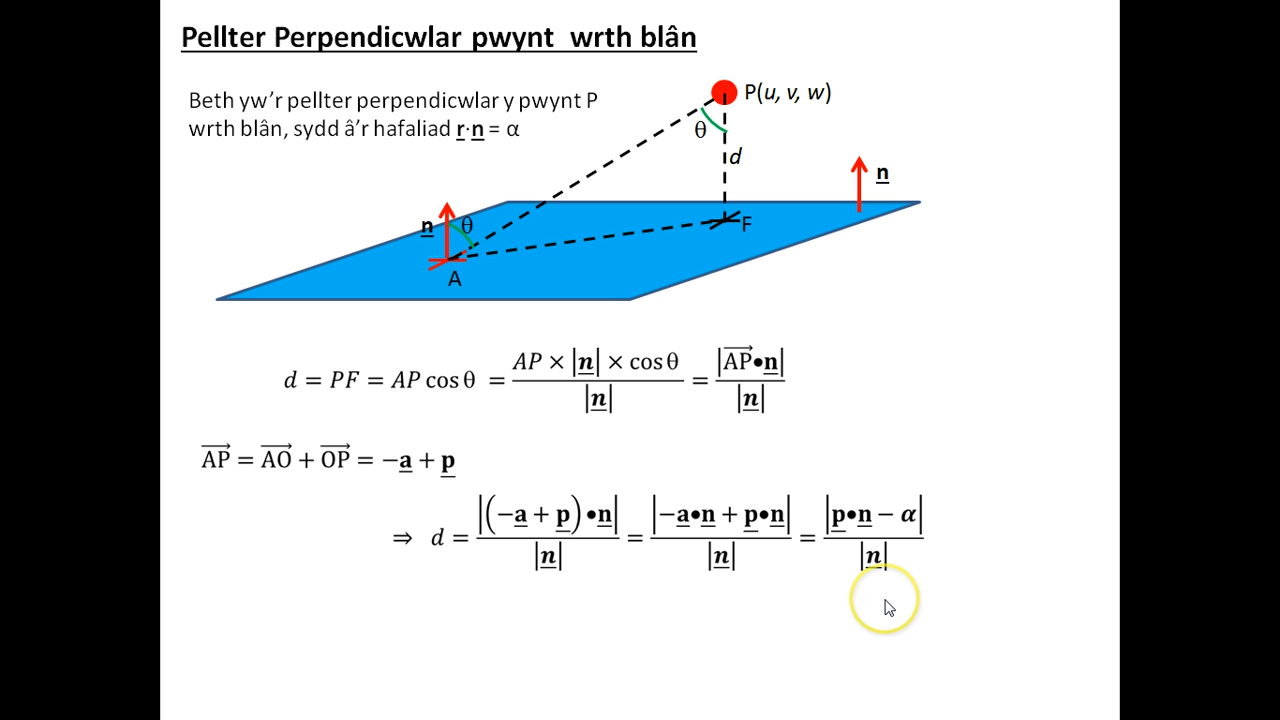 Pellter Perpendicwlar pwynt wrth blân
Beth yw’r pellter perpendicwlar y pwynt P
wrth blân, sydd â’r hafaliad r·n = α
P(u, v, w)
θ
d
n
n
θ
F
A
d = PF = AP cos θ = (AP × |n| × cos θ) / |n| = |AP⃗•n| / |n|
AP⃗ = AO⃗ + OP⃗ = −a + p
⇒ d = |(−a + p)•n| / |n| = |−a•n + p•n| / |n| = |p•n − α| / |n|